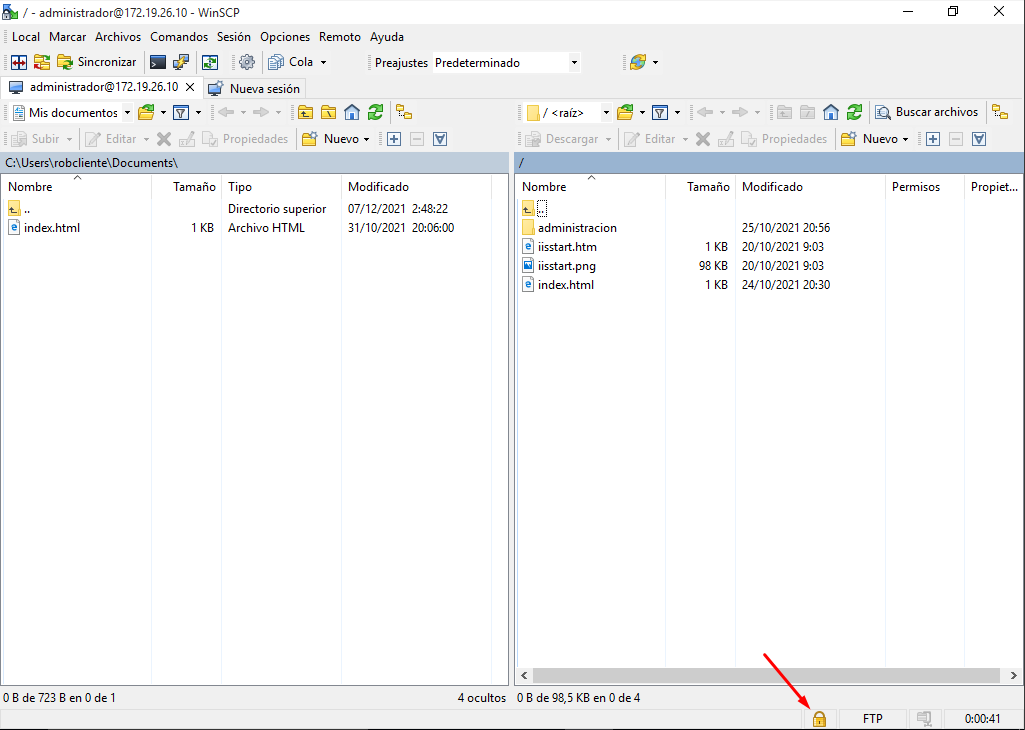 / - administrador@172.19.26.10 - WinSCP
Local Marcar Archivos Comandos Sesión Opciones Remoto Ayuda
Sincronizar Cola Preajustes Predeterminado
administrador@172.19.26.10 Nueva sesión
Mis documentos / <raíz> Buscar archivos
Subir Editar Propiedades Nuevo Descargar Editar Propiedades Nuevo
C:\Users\robcliente\Documents\ /
Nombre Tamaño Tipo Modificado Nombre Tamaño Modificado Permisos Propiet...
.. Directorio superior 07/12/2021 2:48:22 ..
index.html 1 KB Archivo HTML 31/10/2021 20:06:00 administracion 25/10/2021 20:56
iisstart.htm 1 KB 20/10/2021 9:03
iisstart.png 98 KB 20/10/2021 9:03
index.html 1 KB 24/10/2021 20:30
0 B de 723 B en 0 de 1 4 ocultos 0 B de 98,5 KB en 0 de 4
FTP 0:00:41